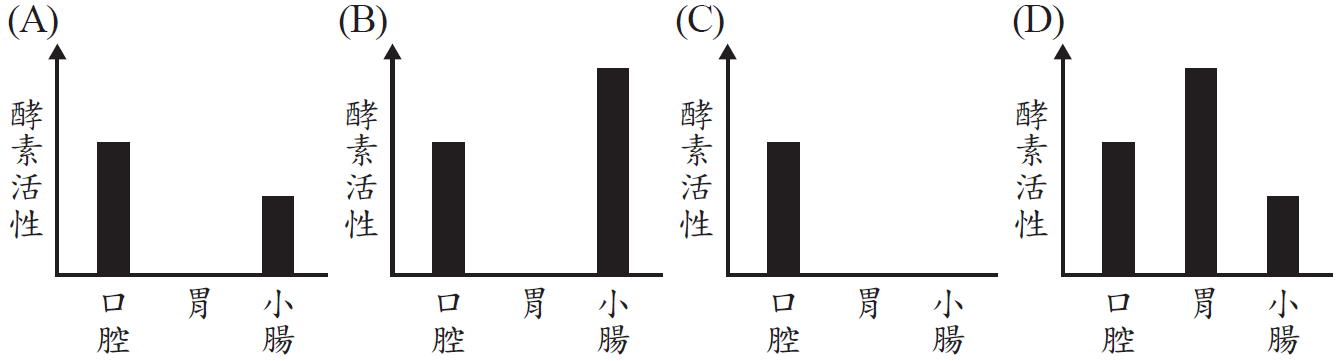 (A)
酵素活性
口腔 胃 小腸
(B)
酵素活性
口腔 胃 小腸
(C)
酵素活性
口腔 胃 小腸
(D)
酵素活性
口腔 胃 小腸